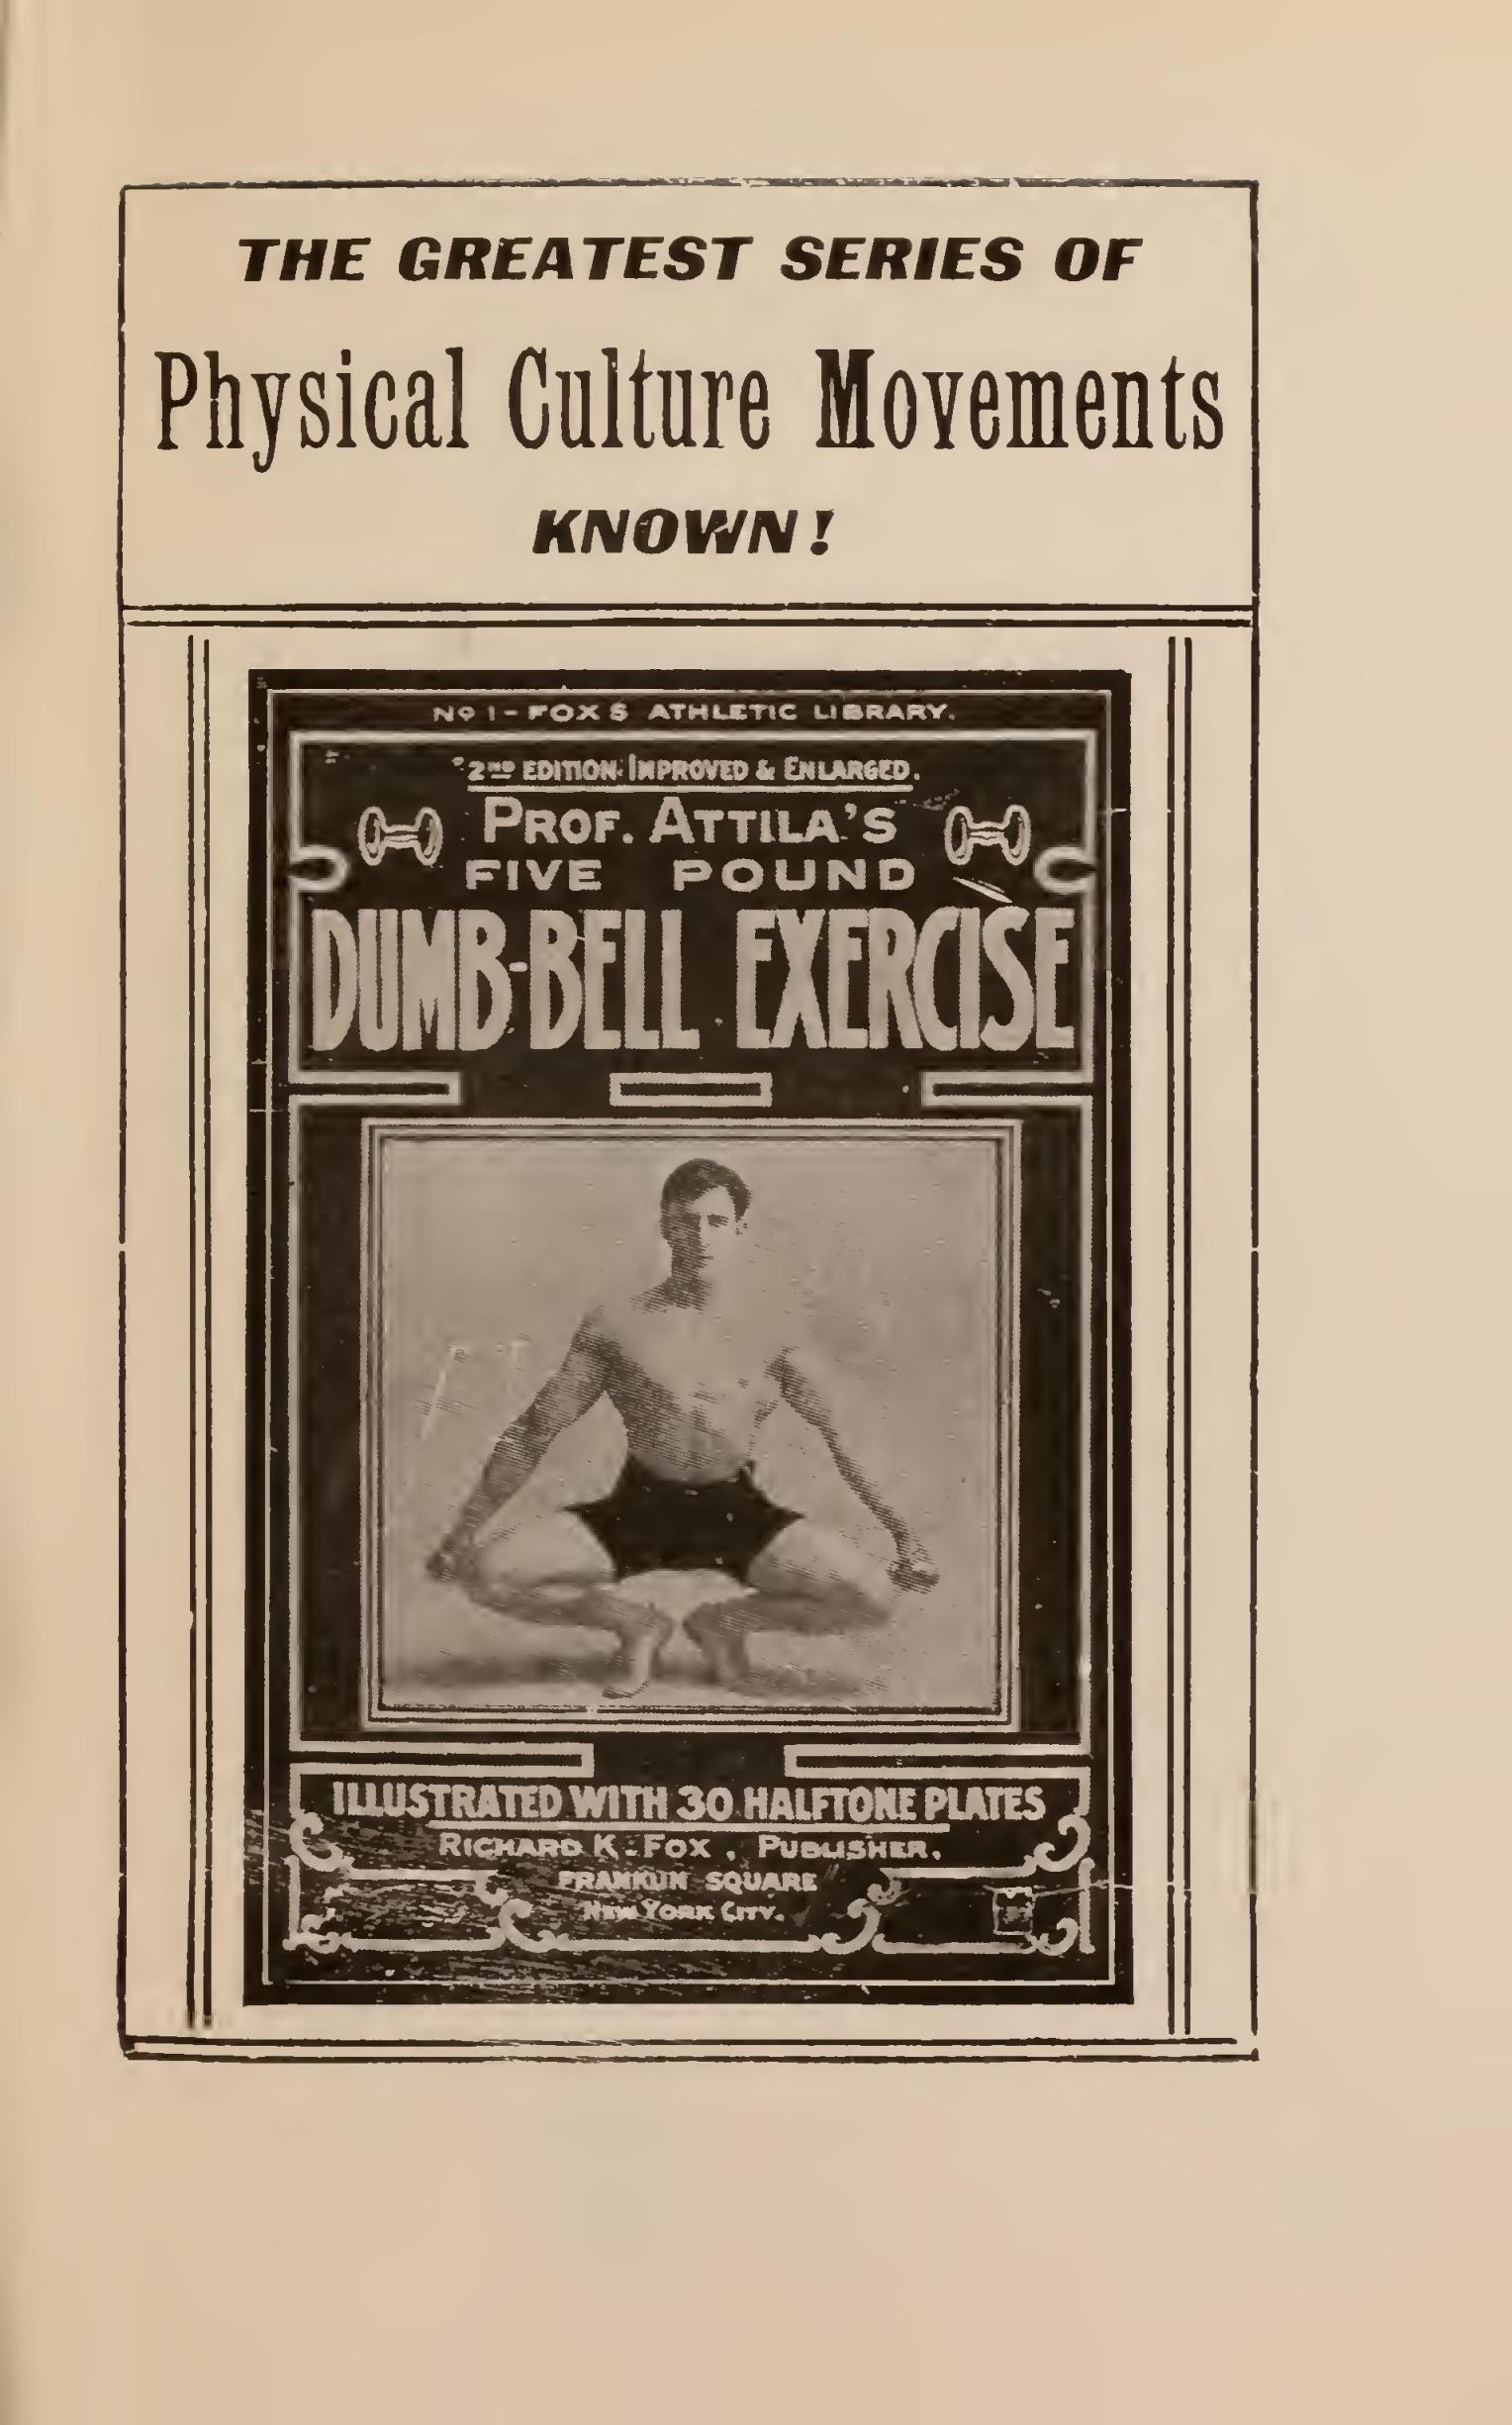 THE GREATEST SERIES OF
Physical Culture Movements
KNOWN!
No 1 - FOX'S ATHLETIC LIBRARY.
2ND EDITION. IMPROVED & ENLARGED.
PROF. ATTILA'S
FIVE POUND
DUMB-BELL EXERCISE
ILLUSTRATED WITH 30 HALFTONE PLATES
RICHARD K. FOX, PUBLISHER,
FRANKLIN SQUARE
NEW YORK CITY.